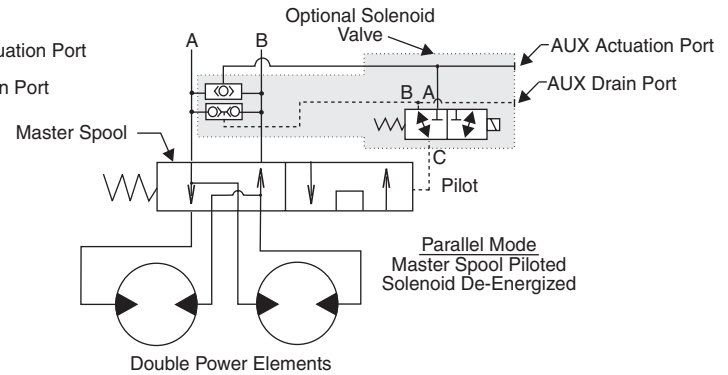 Optional Solenoid
Valve
A
B
AUX Actuation Port
Port
AUX Drain Port
Port
B A
Master Spool
C
Pilot
Parallel Mode
Master Spool Piloted
Solenoid De-Energized
Double Power Elements